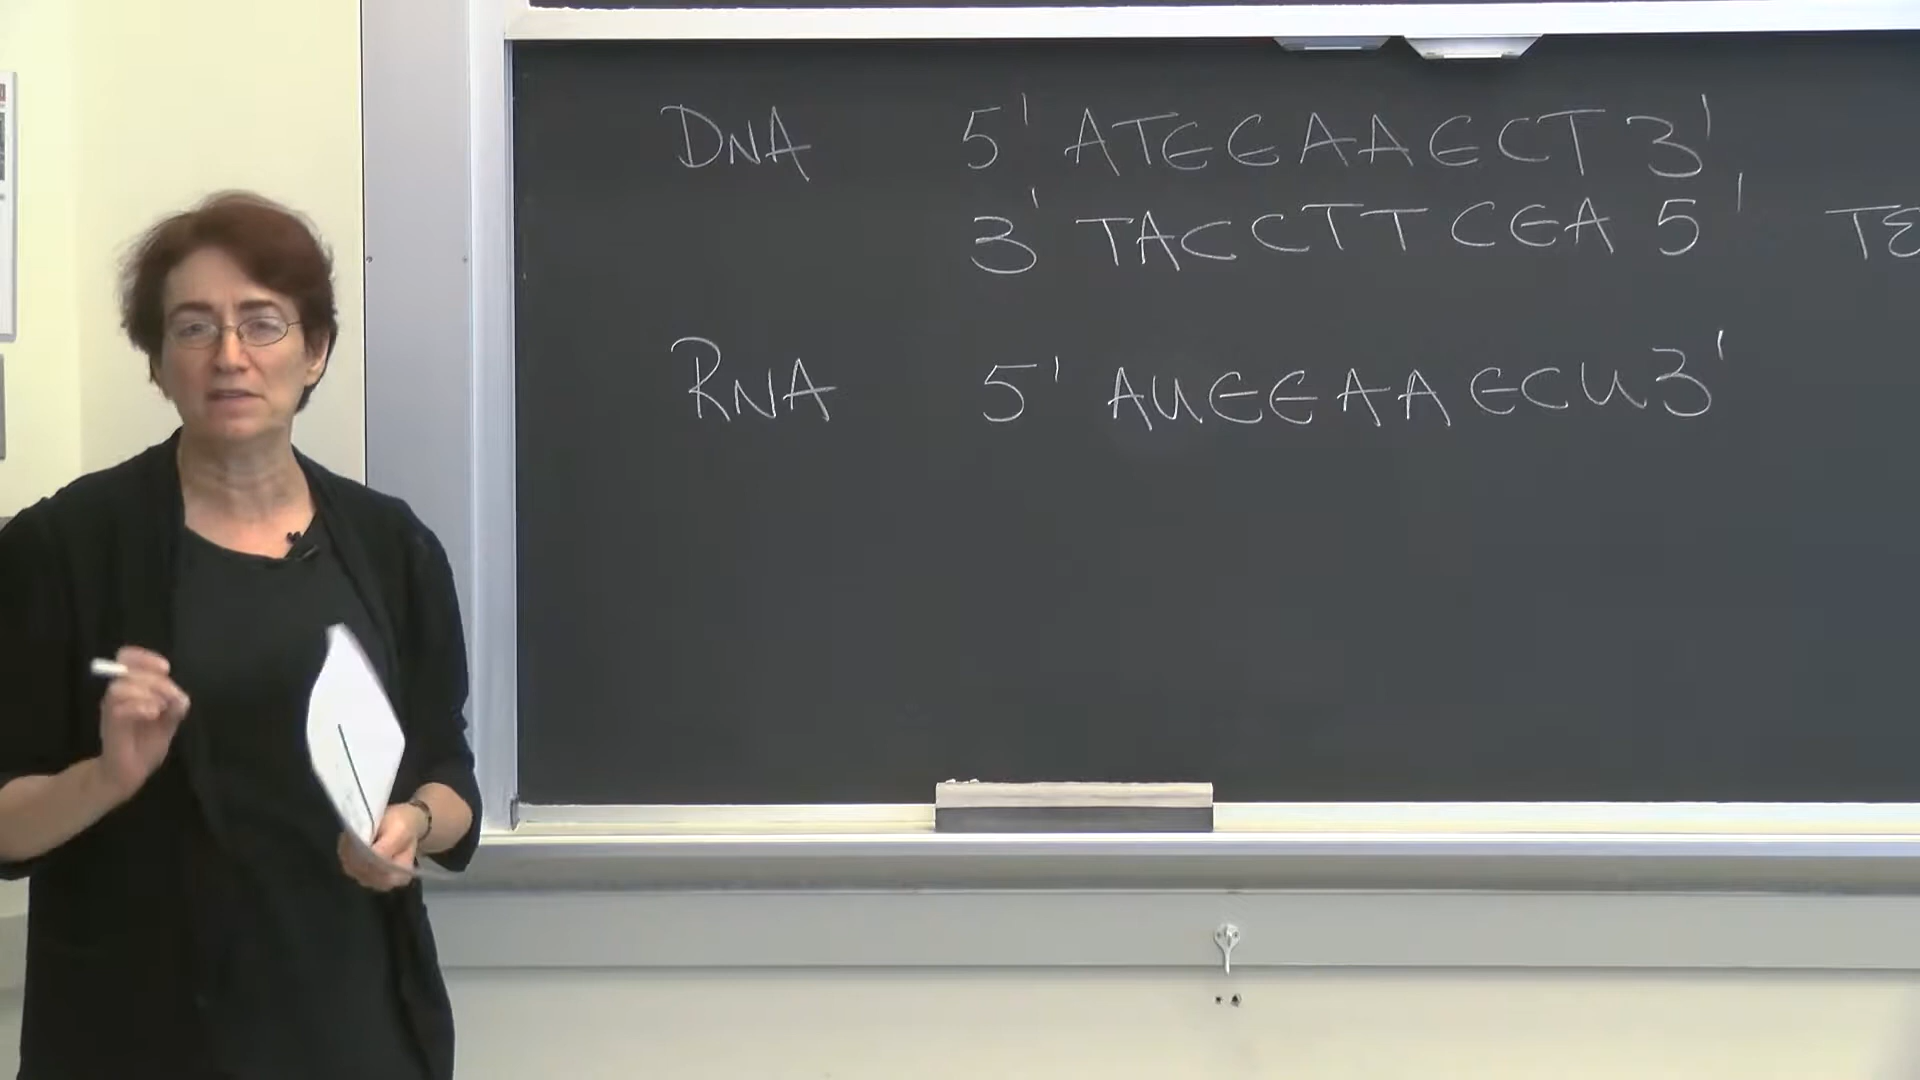 DNA 5' ATGGAAGCT 3'
3' TACCTTCGA 5'
RNA 5' AUGGAAGCU 3'